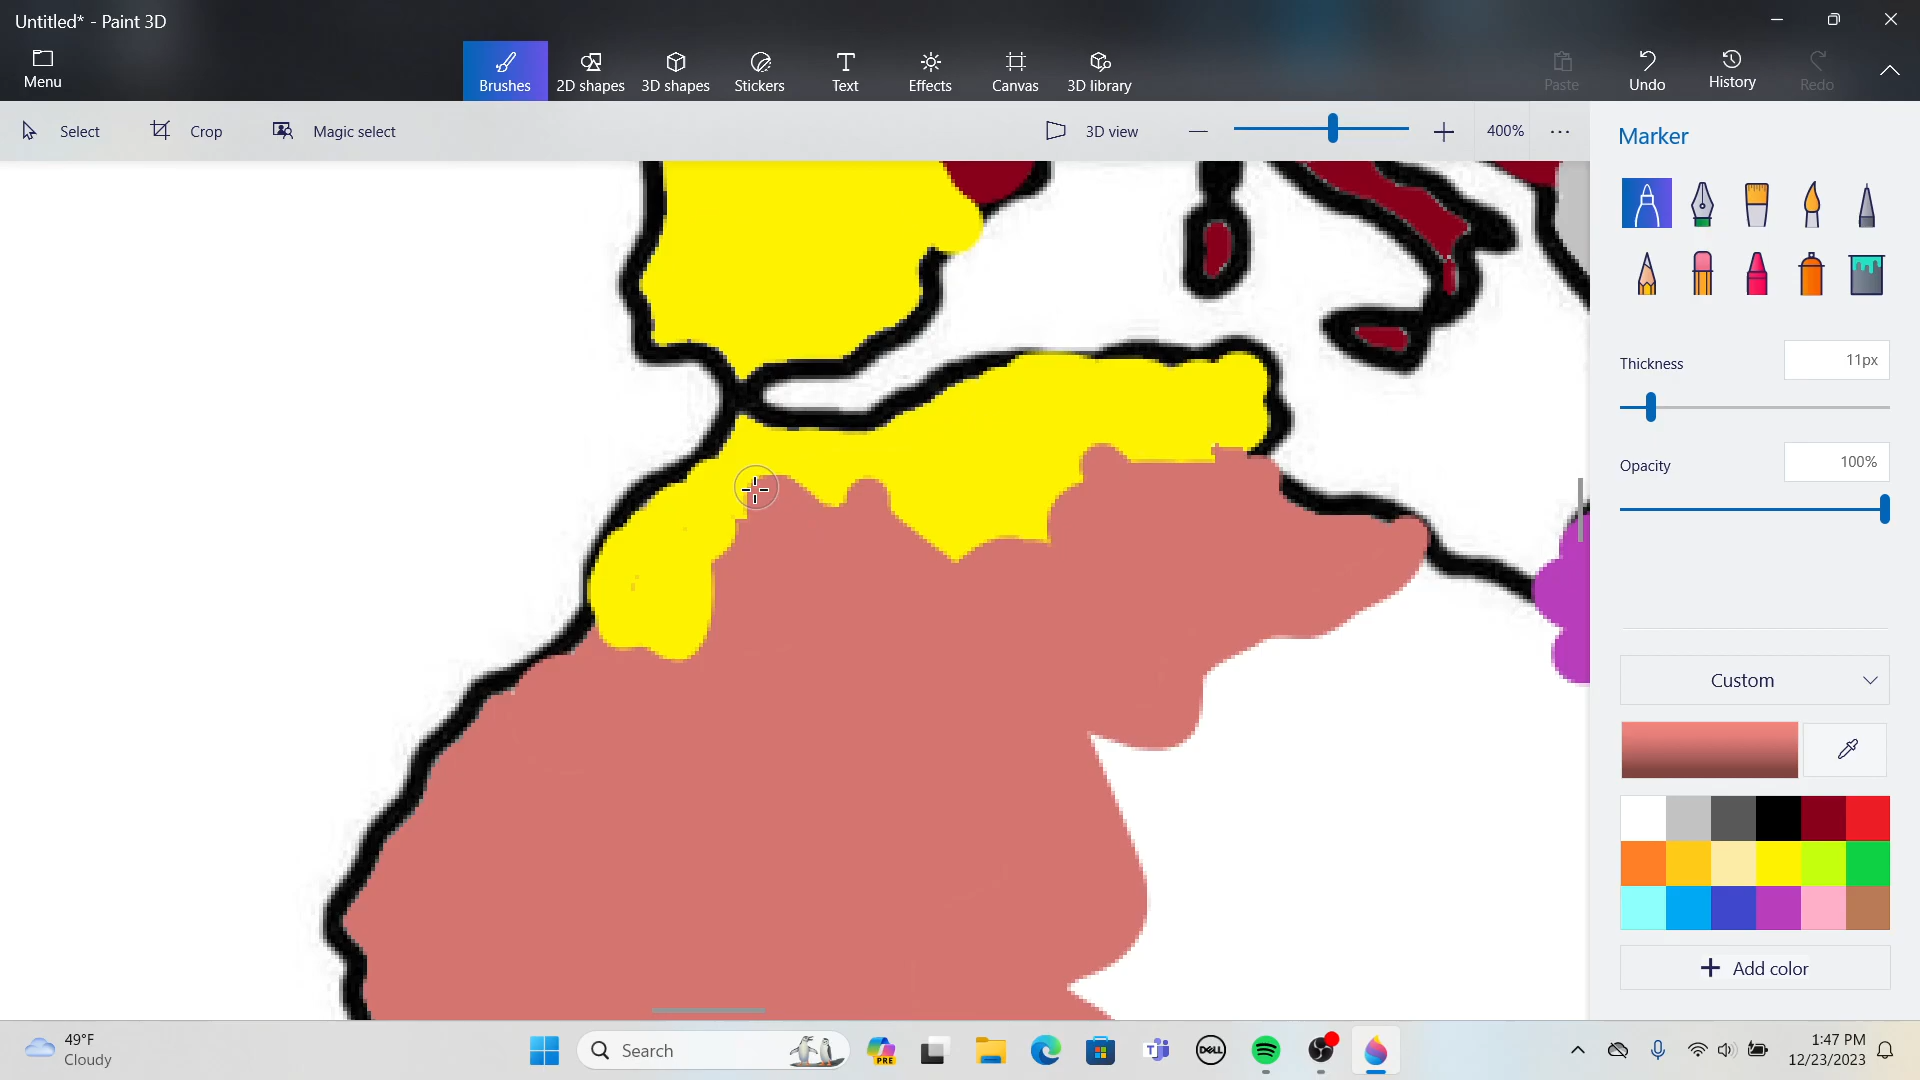 Untitled* - Paint 3D
Menu
Brushes
2D shapes
3D shapes
Stickers
Text
Effects
Canvas
3D library
Paste
Undo
History
Redo
Select
Crop
Magic select
3D view
400%
Marker
Thickness
11px
Opacity
100%
Custom
Add color
49°F
Cloudy
Search
PRE
DELL
1:47 PM
12/23/2023